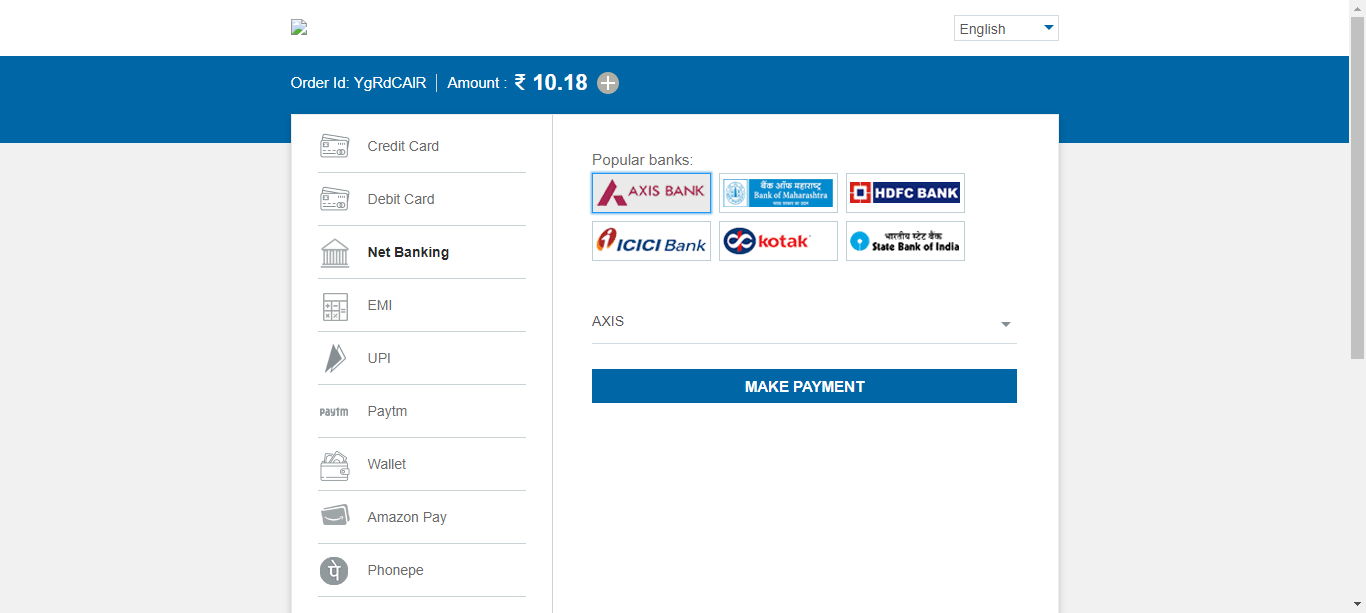 English
Order Id: YgRdCAlR | Amount : ₹ 10.18
Credit Card
Debit Card
Net Banking
EMI
UPI
Paytm Paytm
Wallet
Amazon Pay
पे Phonepe
Popular banks:
AXIS BANK
बैंक ऑफ महाराष्ट्र
Bank of Maharashtra
HDFC BANK
ICICI Bank
kotak
भारतीय स्टेट बैंक
State Bank of India
AXIS
MAKE PAYMENT